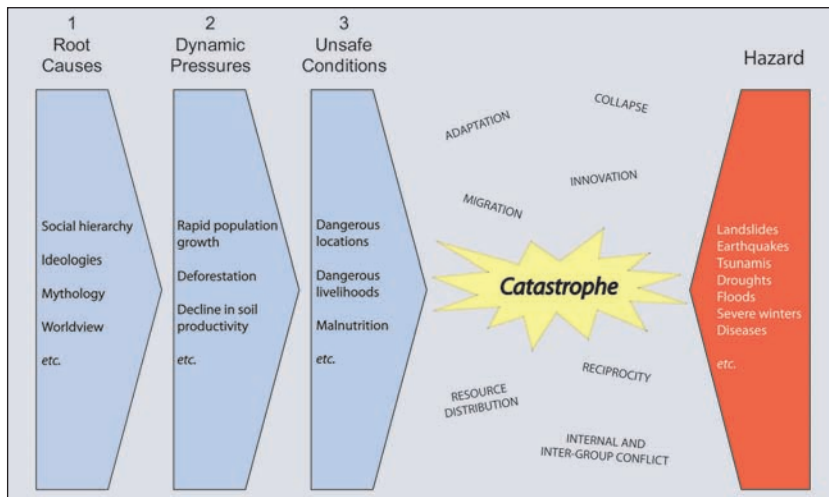 1
Root
Causes
Social hierarchy
Ideologies
Mythology
Worldview
etc.
2
Dynamic
Pressures
Rapid population
growth
Deforestation
Decline in soil
productivity
etc.
3
Unsafe
Conditions
Dangerous
locations
Dangerous
livelihoods
Malnutrition
etc.
ADAPTATION
COLLAPSE
MIGRATION
INNOVATION
Catastrophe
RESOURCE
DISTRIBUTION
RECIPROCITY
INTERNAL AND
INTER-GROUP CONFLICT
Hazard
Landslides
Earthquakes
Tsunamis
Droughts
Floods
Severe winters
Diseases
etc.